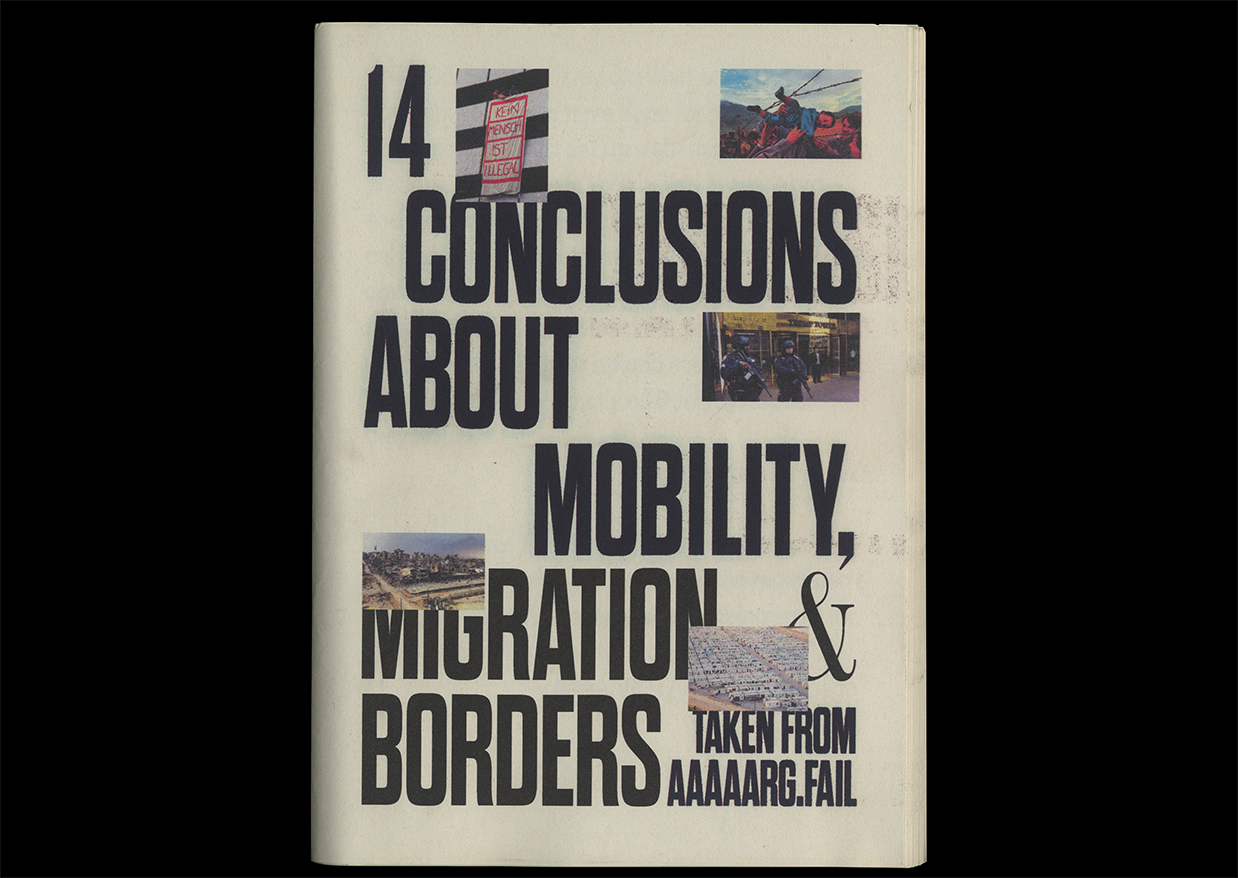 14
KEIN
MENSCH
IST
ILLEGAL
CONCLUSIONS
ABOUT
MOBILITY,
MIGRATION &
BORDERS
TAKEN FROM
AAAAARG.FAIL